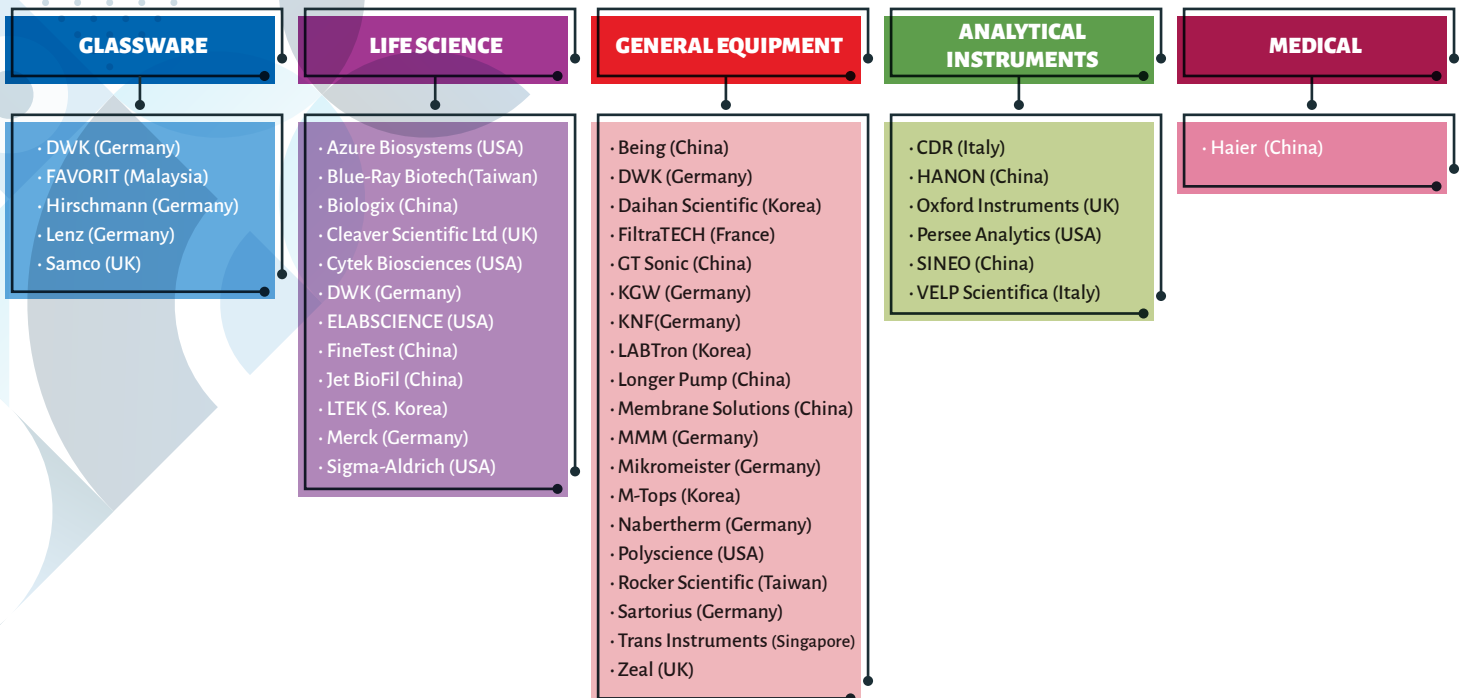 GLASSWARE
· DWK (Germany)
· FAVORIT (Malaysia)
· Hirschmann (Germany)
· Lenz (Germany)
· Samco (UK)
LIFE SCIENCE
· Azure Biosystems (USA)
· Blue-Ray Biotech(Taiwan)
· Biologix (China)
· Cleaver Scientific Ltd (UK)
· Cytek Biosciences (USA)
· DWK (Germany)
· ELABSCIENCE (USA)
· FineTest (China)
· Jet BioFil (China)
· LTEK (S. Korea)
· Merck (Germany)
· Sigma-Aldrich (USA)
GENERAL EQUIPMENT
· Being (China)
· DWK (Germany)
· Daihan Scientific (Korea)
· FiltraTECH (France)
· GT Sonic (China)
· KGW (Germany)
· KNF(Germany)
· LABTron (Korea)
· Longer Pump (China)
· Membrane Solutions (China)
· MMM (Germany)
· Mikromeister (Germany)
· M-Tops (Korea)
· Nabertherm (Germany)
· Polyscience (USA)
· Rocker Scientific (Taiwan)
· Sartorius (Germany)
· Trans Instruments (Singapore)
· Zeal (UK)
ANALYTICAL
INSTRUMENTS
· CDR (Italy)
· HANON (China)
· Oxford Instruments (UK)
· Persee Analytics (USA)
· SINEO (China)
· VELP Scientifica (Italy)
MEDICAL
· Haier (China)